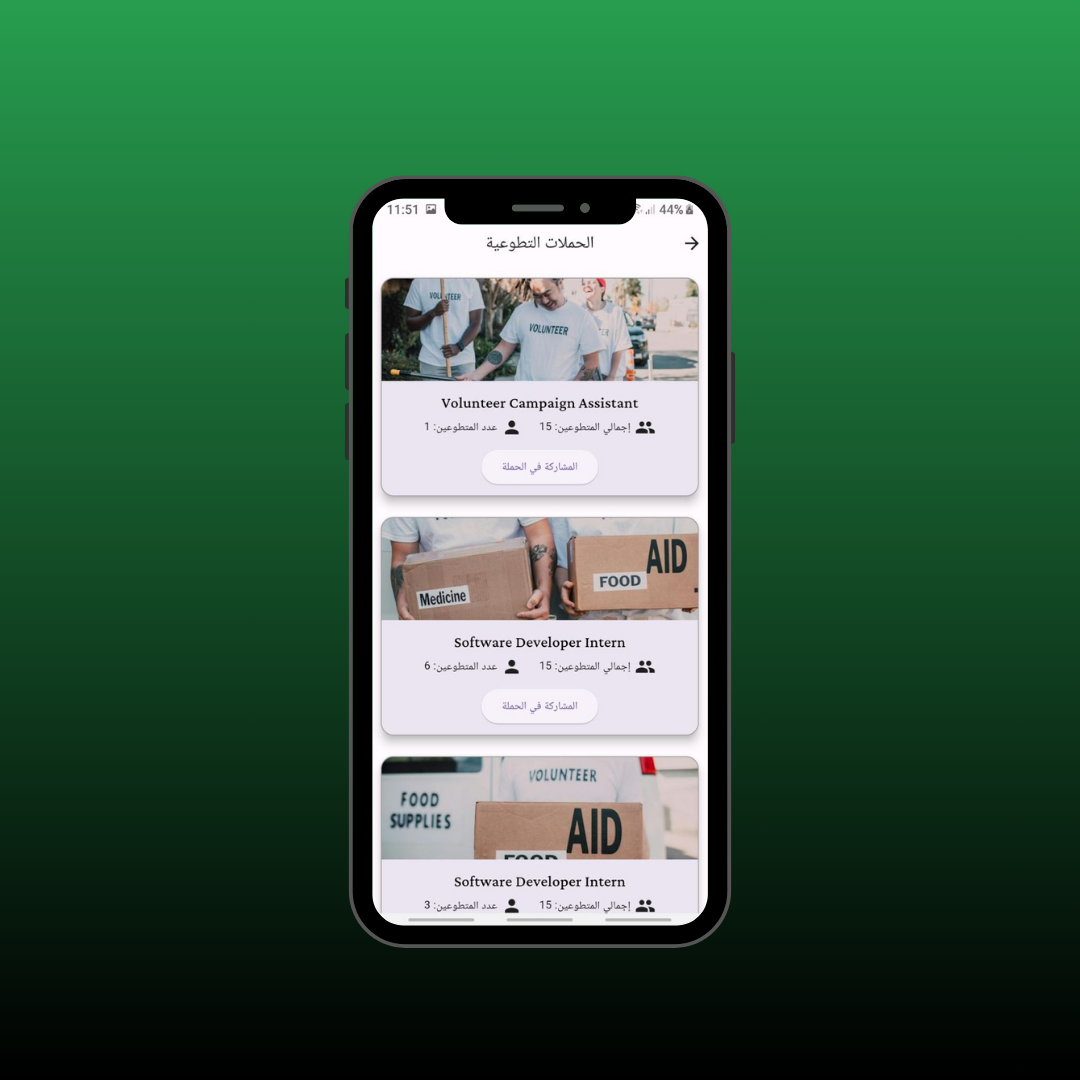 11:51 44%
الحملات التطوعية
VOLUNTEER
VOLUNTEER
Volunteer Campaign Assistant
إجمالي المتطوعين: 15 عدد المتطوعين: 1
المشاركة في الحملة
AID
FOOD
Medicine
Software Developer Intern
إجمالي المتطوعين: 15 عدد المتطوعين: 6
المشاركة في الحملة
VOLUNTEER
FOOD
SUPPLIES
AID
FOOD
Software Developer Intern
إجمالي المتطوعين: 15 عدد المتطوعين: 3